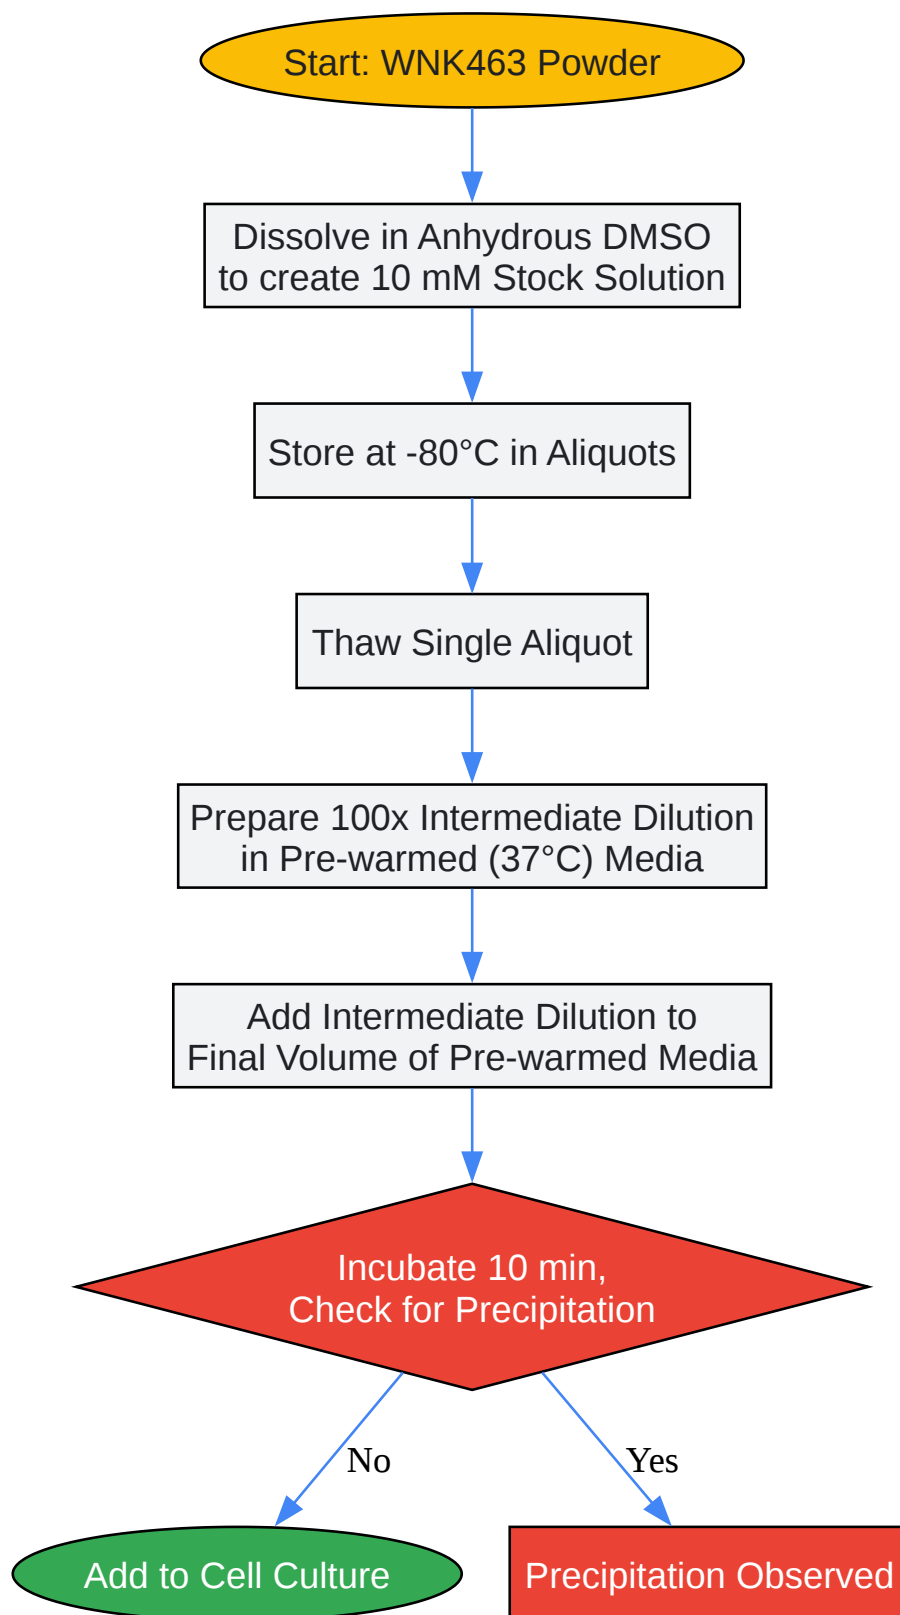 Start: WNK463 Powder
Dissolve in Anhydrous DMSO
to create 10 mM Stock Solution
Store at -80°C in Aliquots
Thaw Single Aliquot
Prepare 100x Intermediate Dilution
in Pre-warmed (37°C) Media
Add Intermediate Dilution to
Final Volume of Pre-warmed Media
Incubate 10 min,
Check for Precipitation
No
Yes
Add to Cell Culture
Precipitation Observed